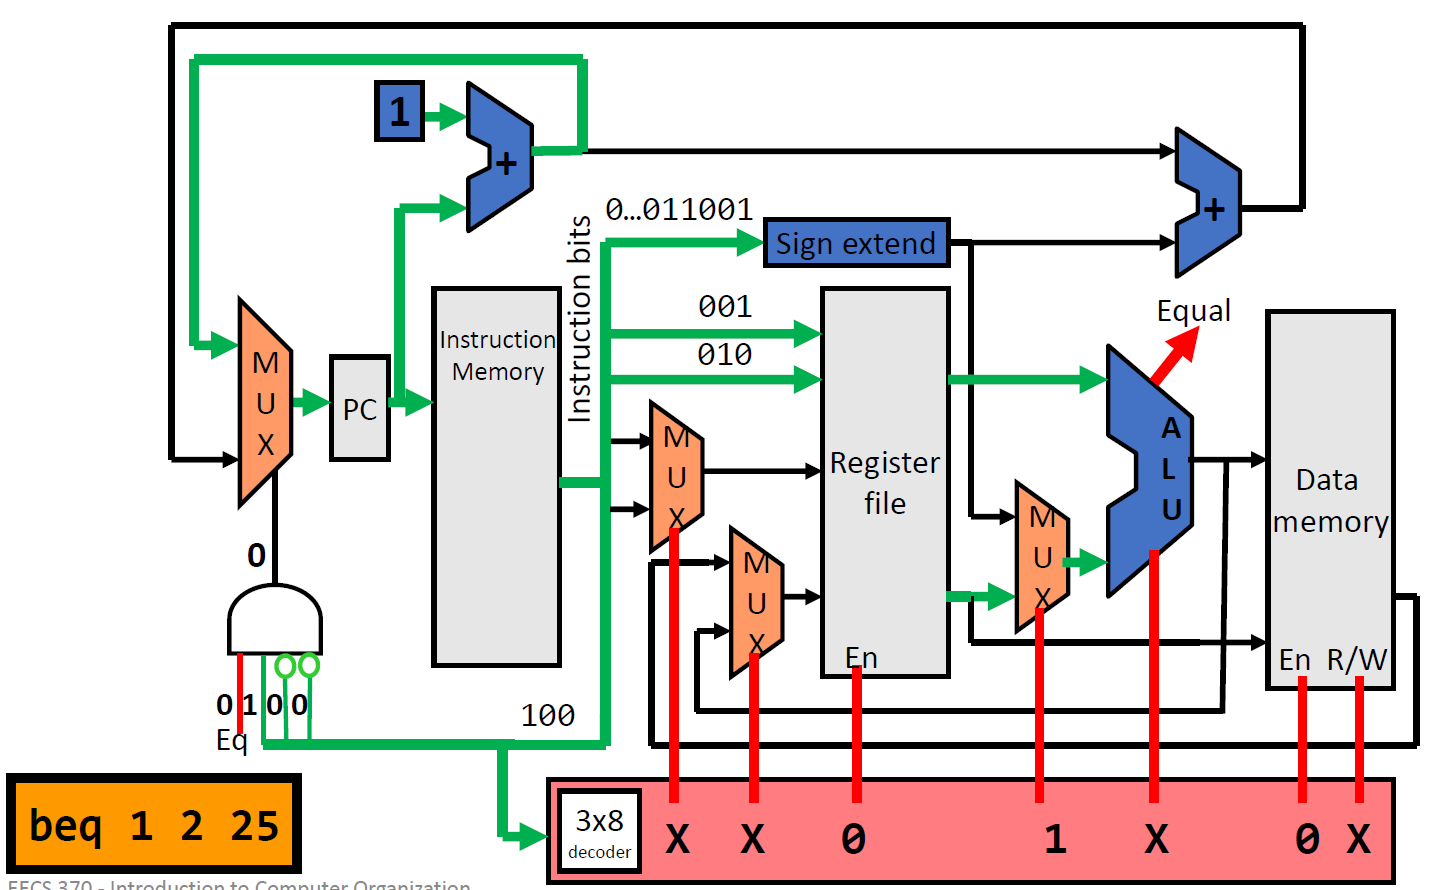 1
+
+
0...011001
Sign extend
Instruction bits
001
010
Equal
Instruction
Memory
M
U
X
PC
M
U
X
Register
file
En
M
U
X
M
U
X
A
L
U
Data
memory
En R/W
0
0 1 0 0
Eq
100
beq 1 2 25
3x8
decoder
X X 0 1 X 0 X
EECS 370 - Introduction to Computer Organization